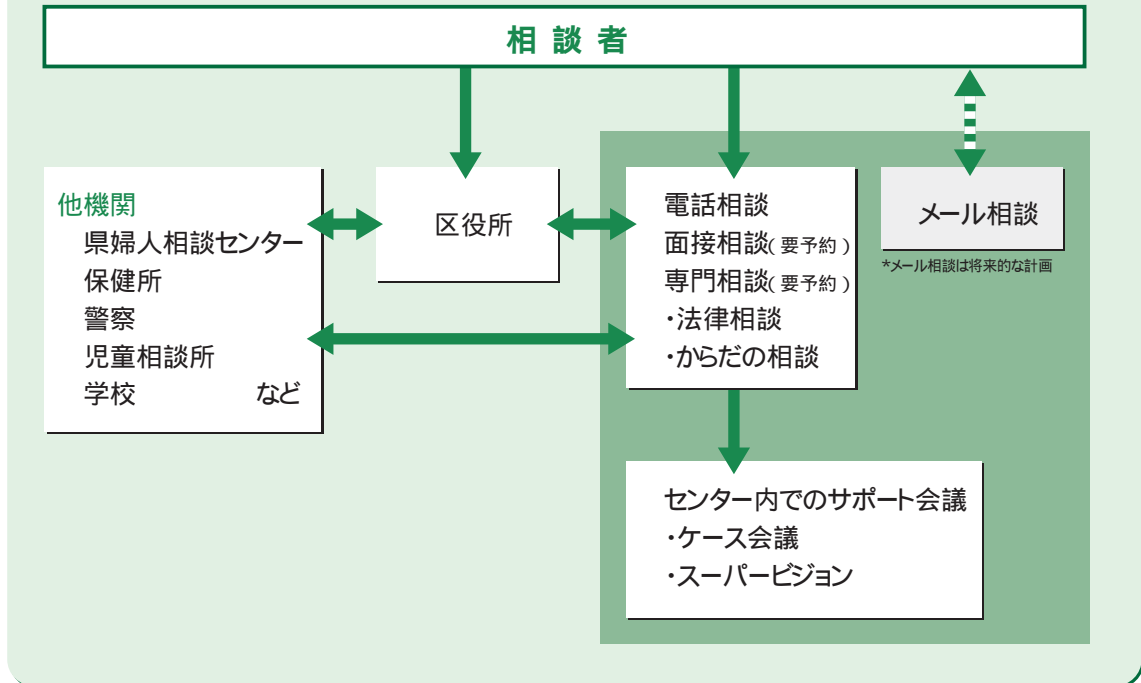 相談者
他機関
県婦人相談センター
保健所
警察
児童相談所
学校 など
区役所
電話相談
面接相談(要予約)
専門相談(要予約)
・法律相談
・からだの相談
メール相談
*メール相談は将来的な計画
センター内でのサポート会議
・ケース会議
・スーパービジョン